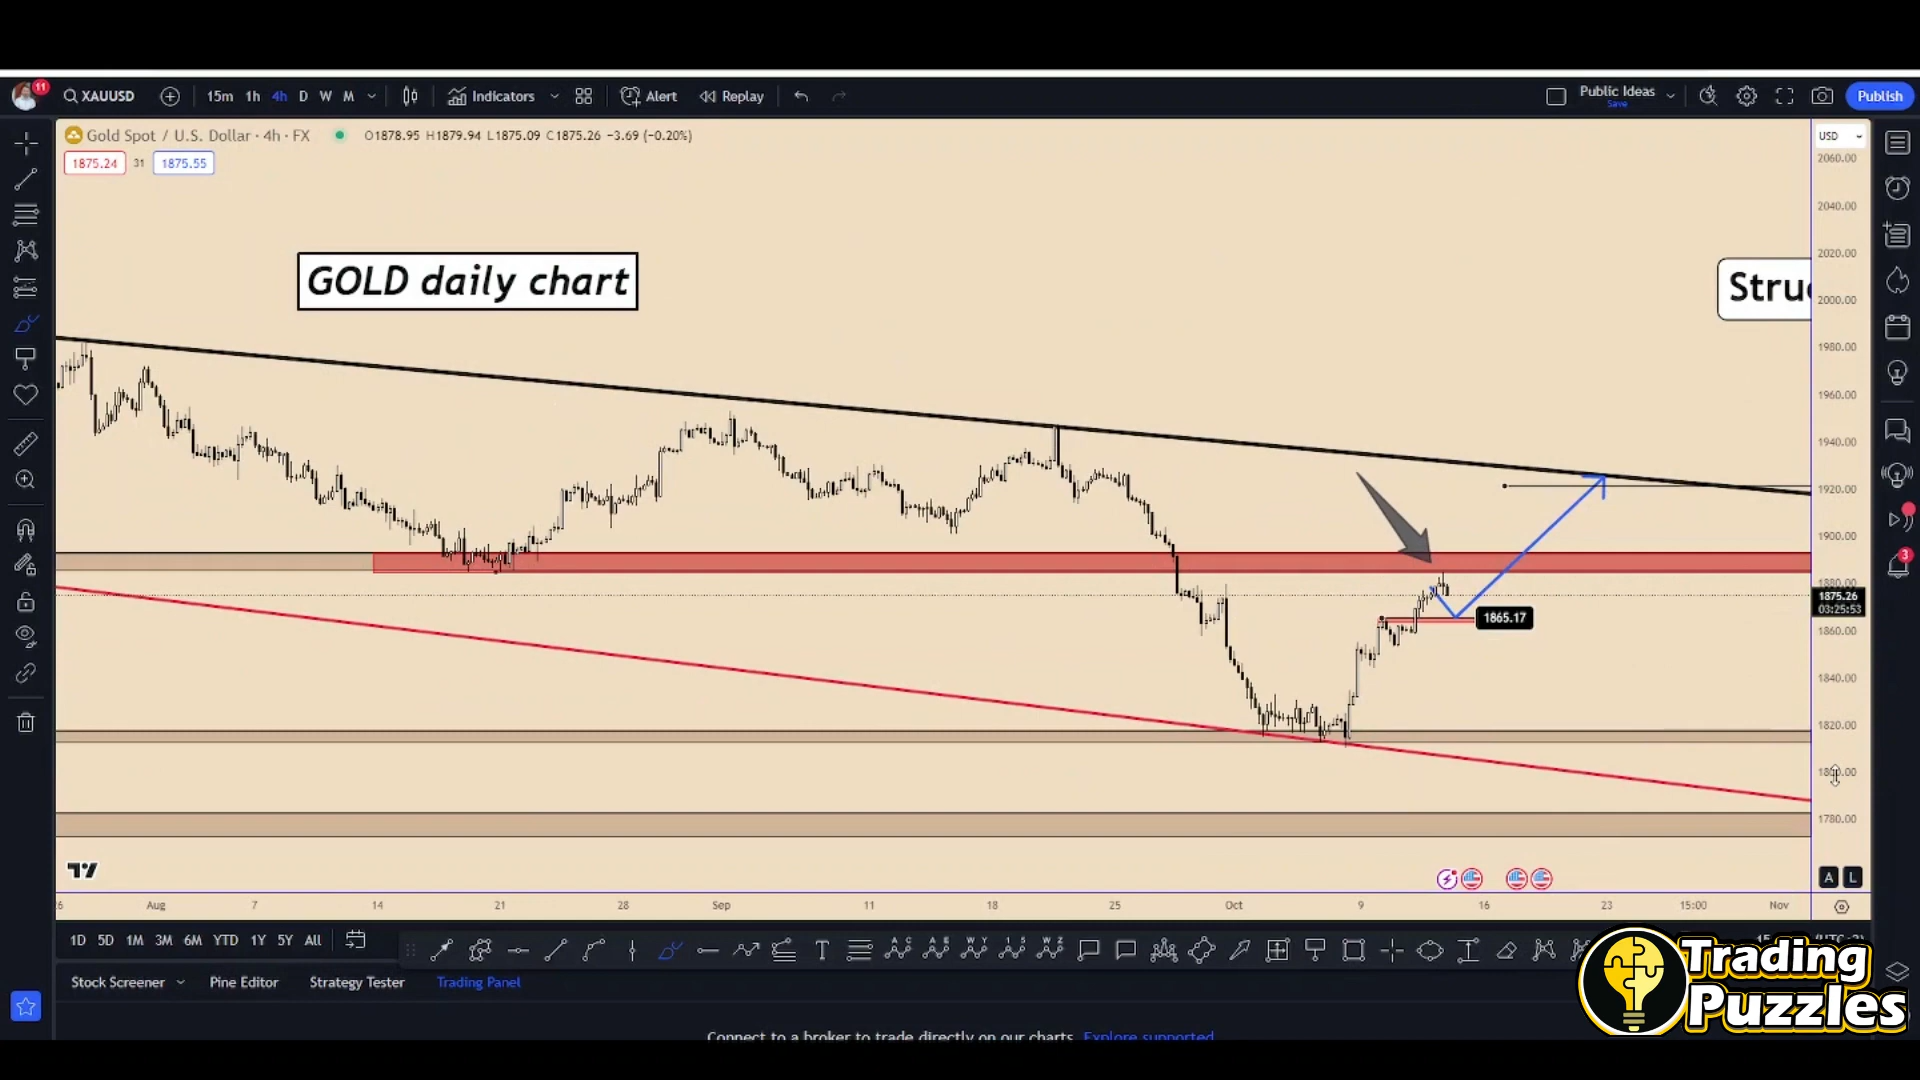 11
XAUUSD
15m 1h 4h D W M
Indicators
Alert
Replay
Public Ideas
Save
Publish
Gold Spot / U.S. Dollar · 4h · FX
O1878.95 H1879.94 L1875.09 C1875.26 −3.69 (−0.20%)
USD
1875.24 31 1875.55
2060.00
2040.00
2020.00
GOLD daily chart
Struc
2000.00
1980.00
1960.00
1940.00
1920.00
1900.00
1880.00
1875.26
03:25:53
1865.17
1860.00
1840.00
1820.00
1780.00
3
A L
Aug 7 14 21 28 Sep 11 18 25 Oct 9 16 23 15:00 Nov
1D 5D 1M 3M 6M YTD 1Y 5Y All
Stock Screener
Pine Editor
Strategy Tester
Trading Panel
Trading
Puzzles
Connect to a broker to trade directly on our charts. Explore supported